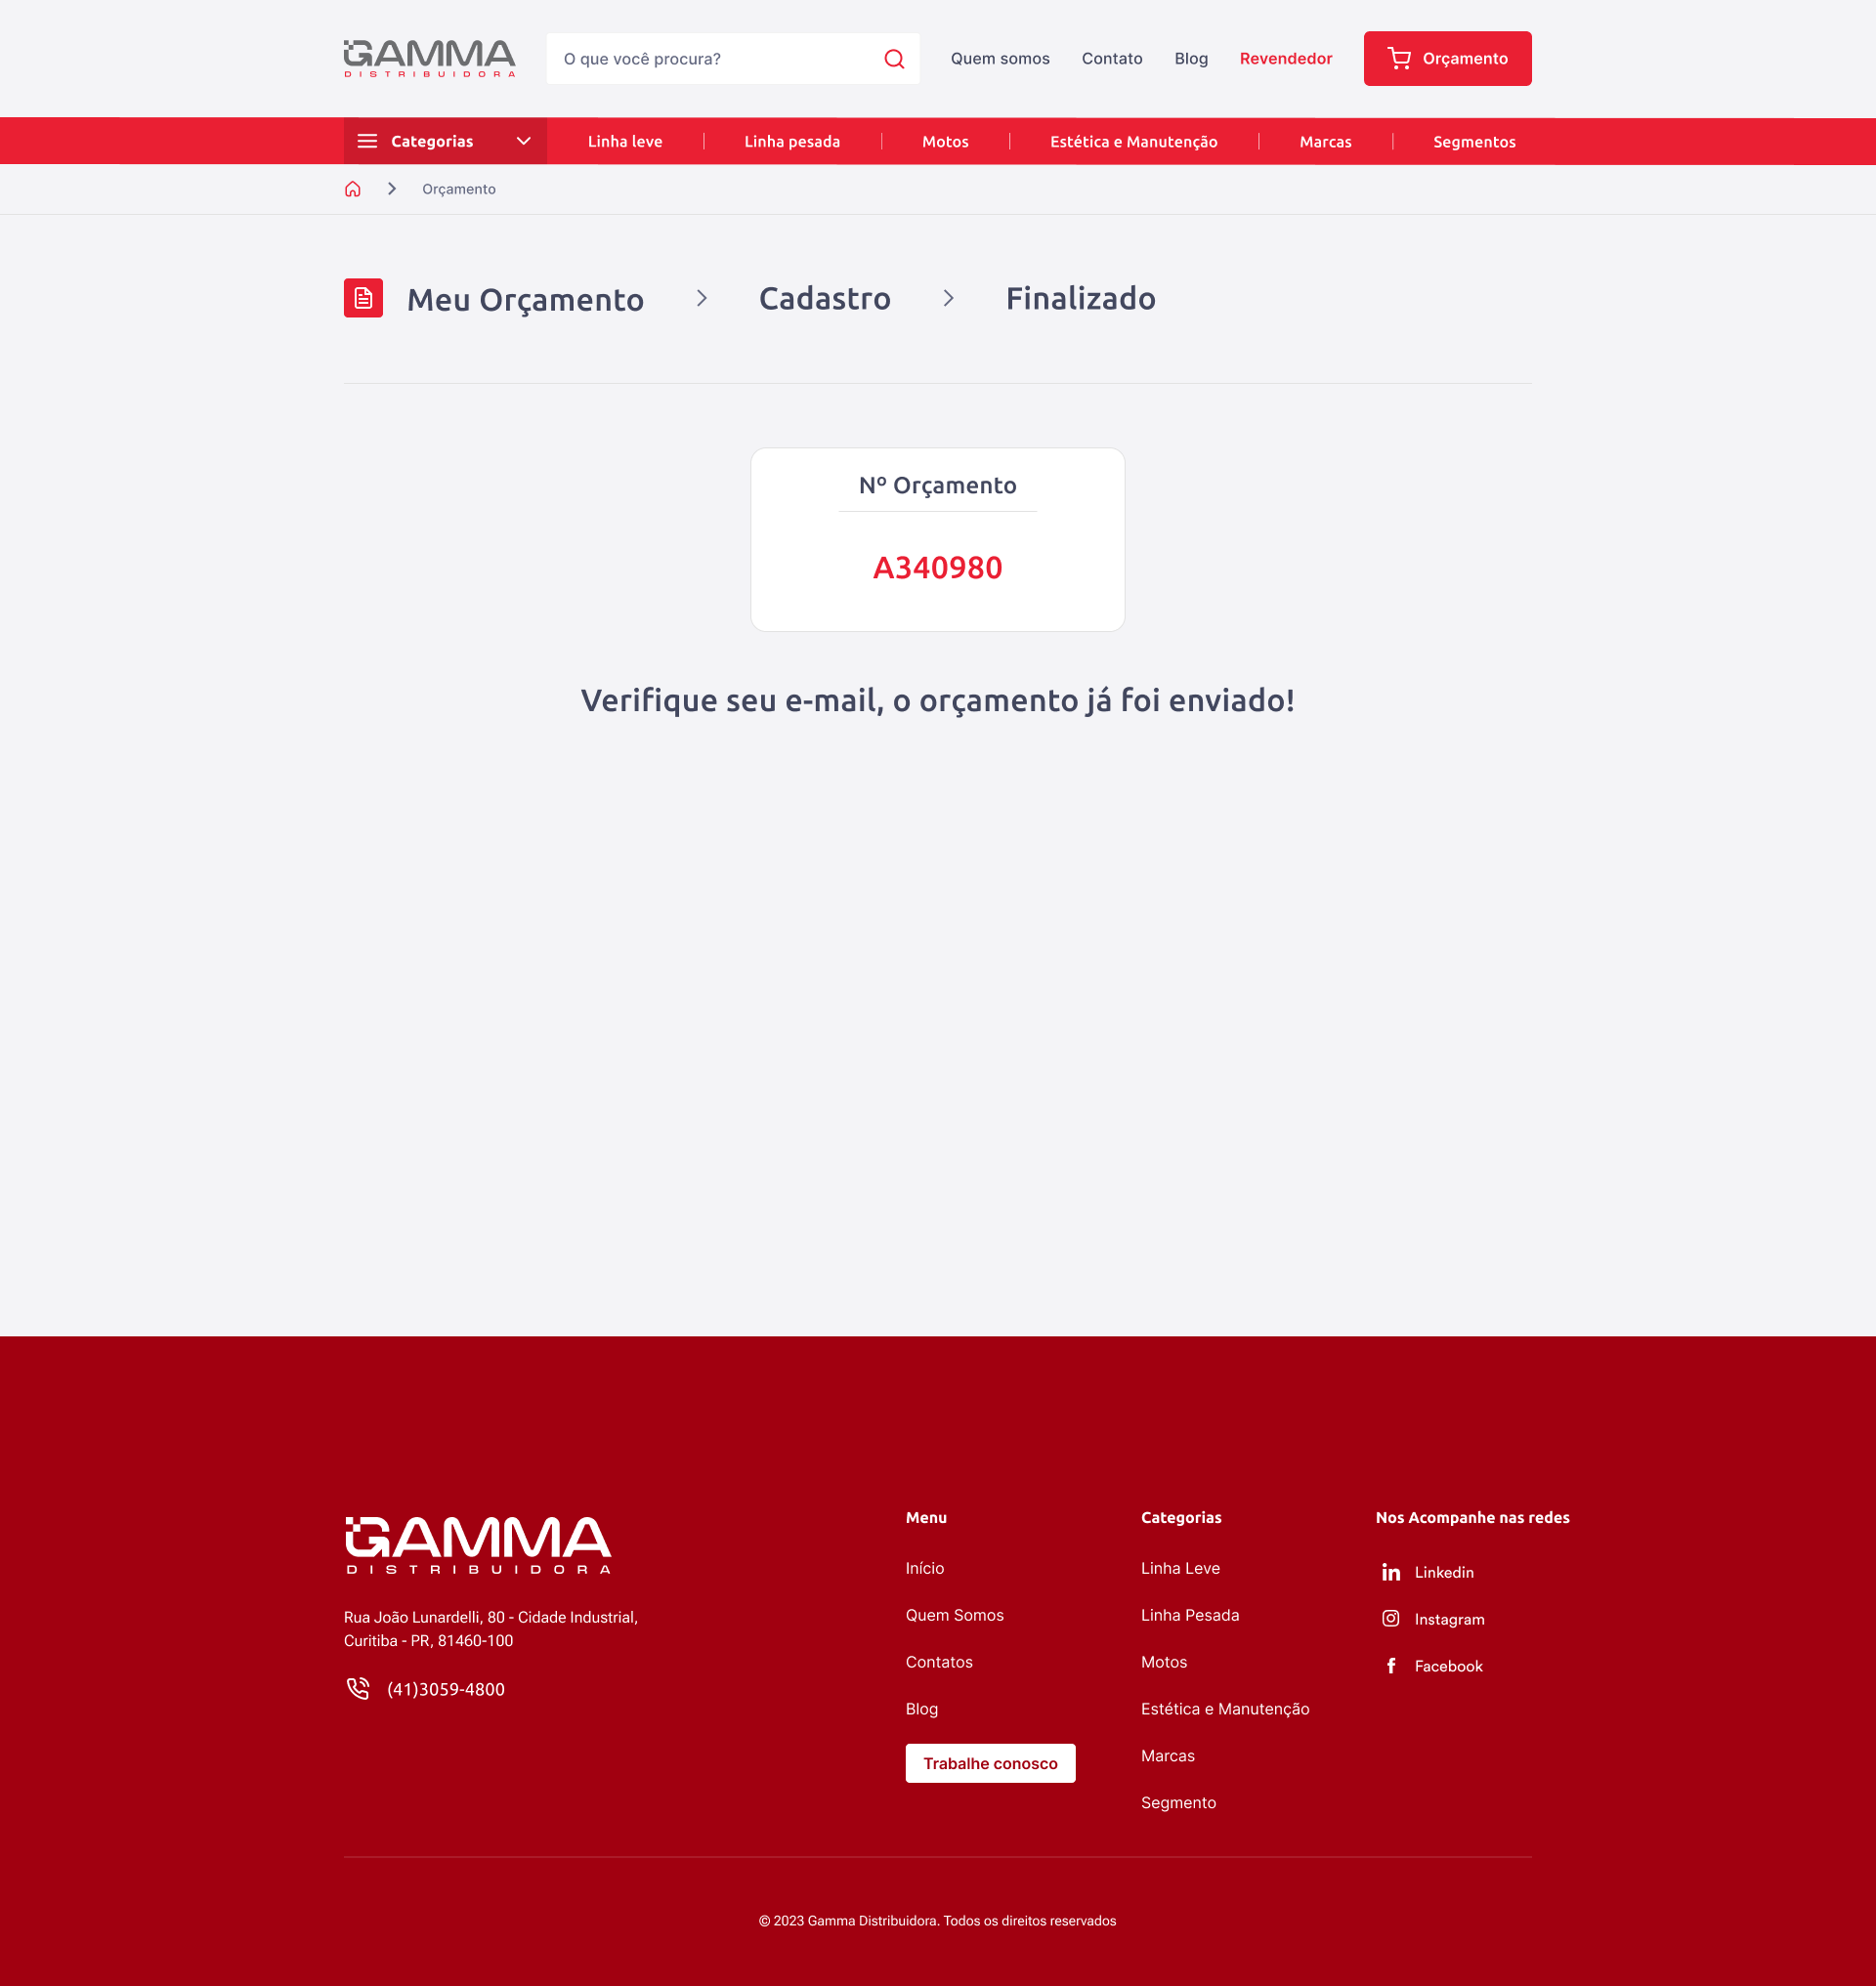 GAMMA
DISTRIBUIDORA
O que você procura?
Quem somos
Contato
Blog
Revendedor
Orçamento
Categorias
Linha leve
Linha pesada
Motos
Estética e Manutenção
Marcas
Segmentos
Orçamento
Meu Orçamento
Cadastro
Finalizado
Nº Orçamento
A340980
Verifique seu e-mail, o orçamento já foi enviado!
GAMMA
DISTRIBUIDORA
Rua João Lunardelli, 80 - Cidade Industrial,
Curitiba - PR, 81460-100
(41)3059-4800
Menu
Início
Quem Somos
Contatos
Blog
Trabalhe conosco
Categorias
Linha Leve
Linha Pesada
Motos
Estética e Manutenção
Marcas
Segmento
Nos Acompanhe nas redes
Linkedin
Instagram
Facebook
© 2023 Gamma Distribuidora. Todos os direitos reservados